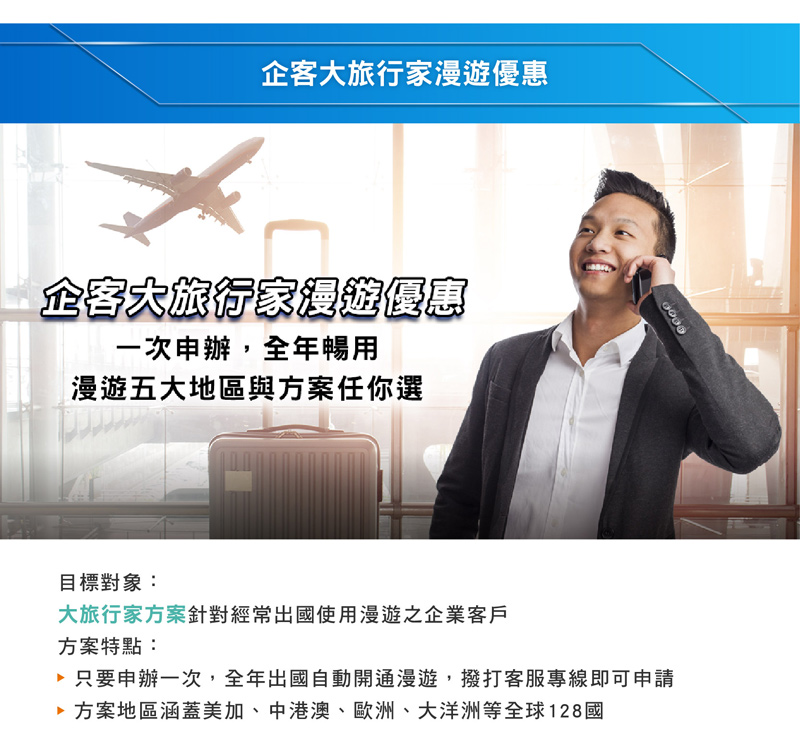 企客大旅行家漫遊優惠
企客大旅行家漫遊優惠
一次申辦，全年暢用
漫遊五大地區與方案任你選
目標對象：
大旅行家方案針對經常出國使用漫遊之企業客戶
方案特點：
▶ 只要申辦一次，全年出國自動開通漫遊，撥打客服專線即可申請
▶ 方案地區涵蓋美加、中港澳、歐洲、大洋洲等全球128國